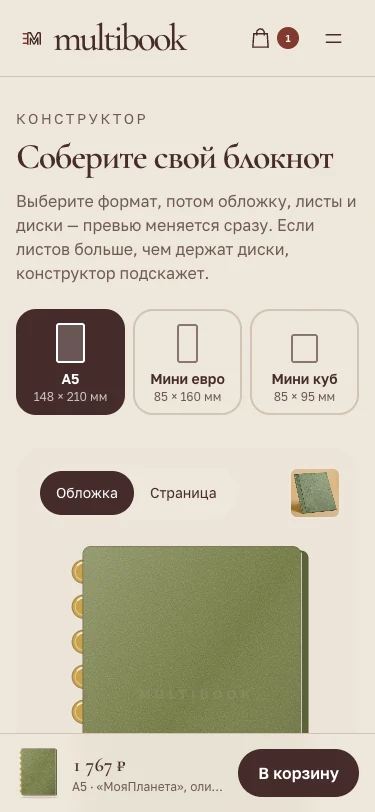 multibook
1
КОНСТРУКТОР
Соберите свой блокнот
Выберите формат, потом обложку, листы и
диски — превью меняется сразу. Если
листов больше, чем держат диски,
конструктор подскажет.
А5
148 × 210 мм
Мини евро
85 × 160 мм
Мини куб
85 × 95 мм
Обложка
Страница
MULTIBOOK
1 767 ₽
А5 · «МояПланета», оли...
В корзину